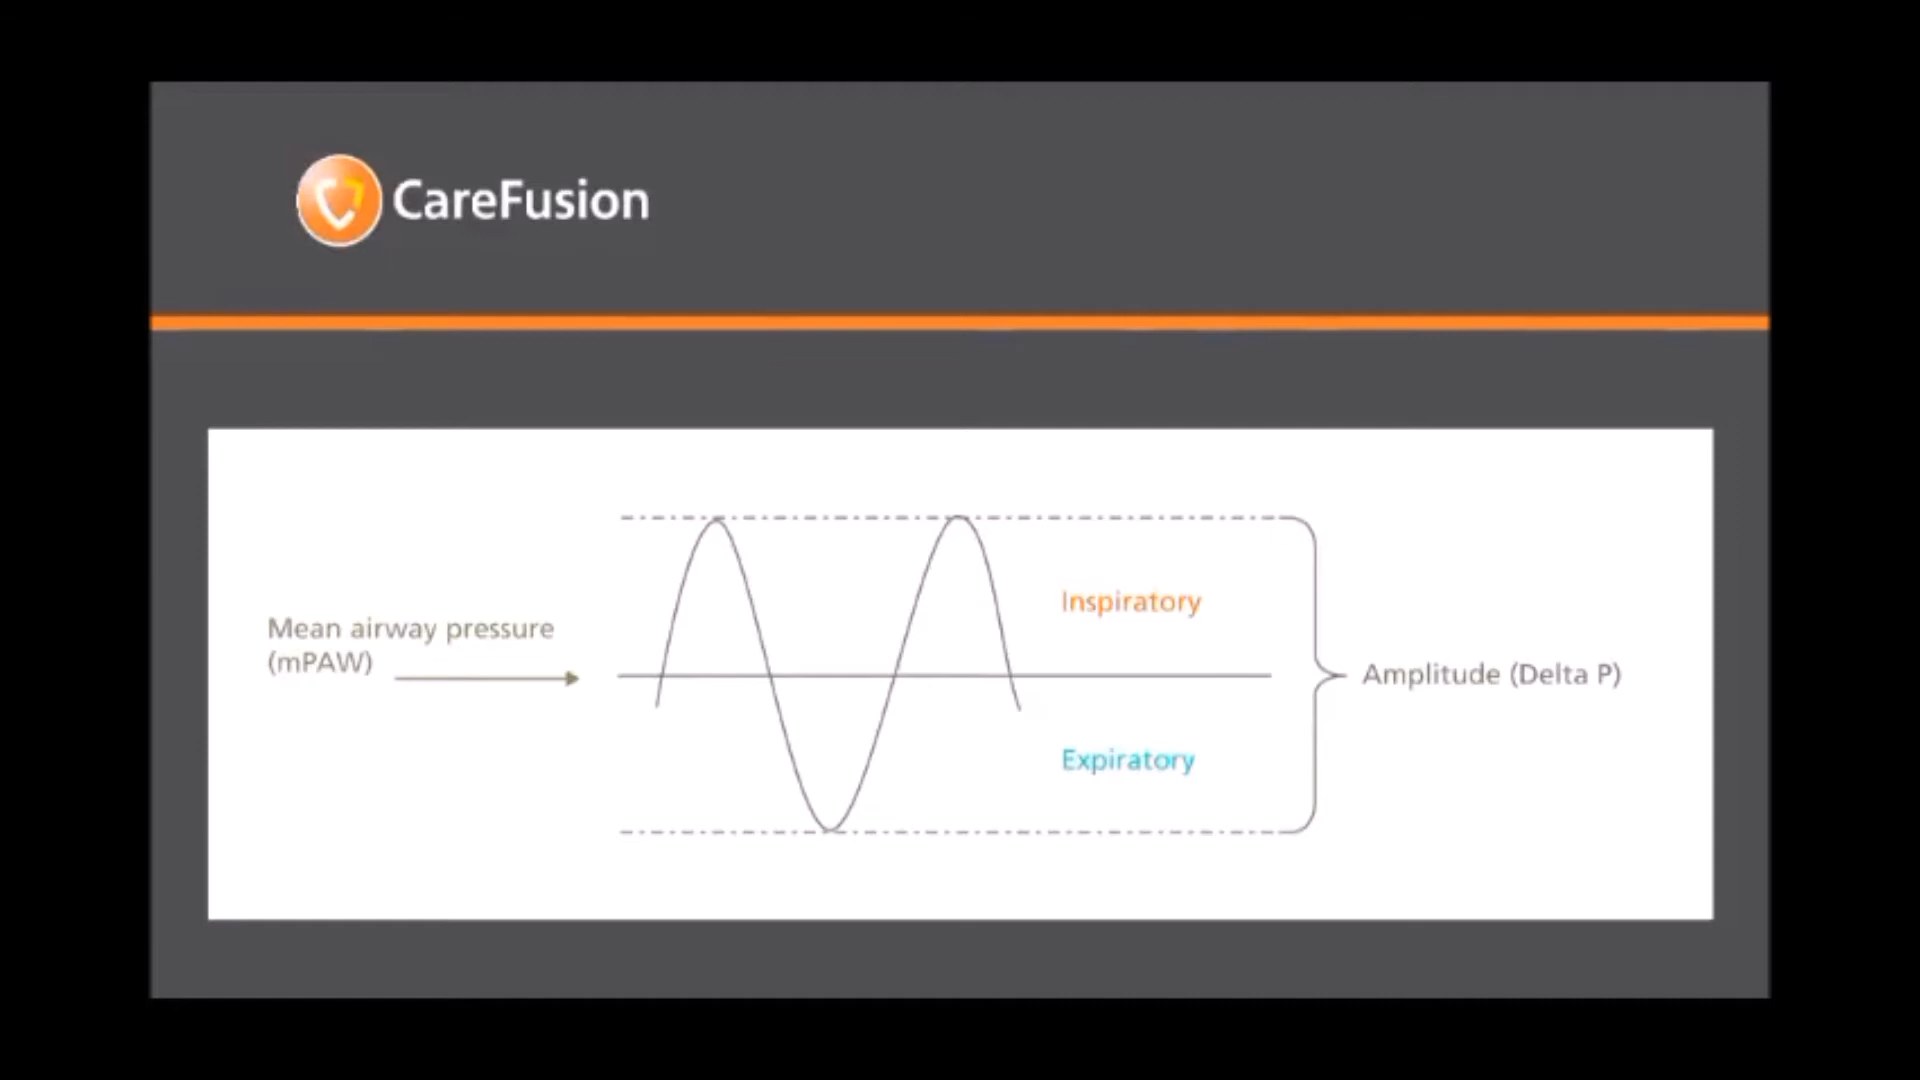 CareFusion
Mean airway pressure
(mPAW)
Inspiratory
Expiratory
Amplitude (Delta P)